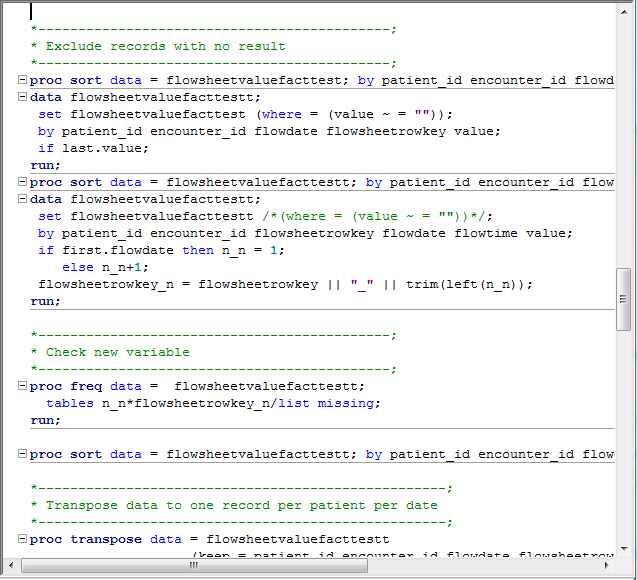 *--------------------------------------------;
* Exclude records with no result
*--------------------------------------------;
proc sort data = flowsheetvaluefacttest; by patient_id encounter_id flowd
data flowsheetvaluefacttestt;
set flowsheetvaluefacttest (where = (value ~ = ""));
by patient_id encounter_id flowdate flowsheetrowkey value;
if last.value;
run;
proc sort data = flowsheetvaluefacttestt; by patient_id encounter_id flow
data flowsheetvaluefacttestt;
set flowsheetvaluefacttestt /*(where = (value ~ = ""))*/;
by patient_id encounter_id flowsheetrowkey flowdate flowtime value;
if first.flowdate then n_n = 1;
else n_n+1;
flowsheetrowkey_n = flowsheetrowkey || "_" || trim(left(n_n));
run;
*--------------------------------------------;
* Check new variable
*--------------------------------------------;
proc freq data =  flowsheetvaluefacttestt;
tables n_n*flowsheetrowkey_n/list missing;
run;
proc sort data = flowsheetvaluefacttestt; by patient_id encounter_id flow
*---------------------------------------------------;
* Transpose data to one record per patient per date
*---------------------------------------------------;
proc transpose data = flowsheetvaluefacttestt
(keep = patient_id encounter_id flowdate flowsheetrow